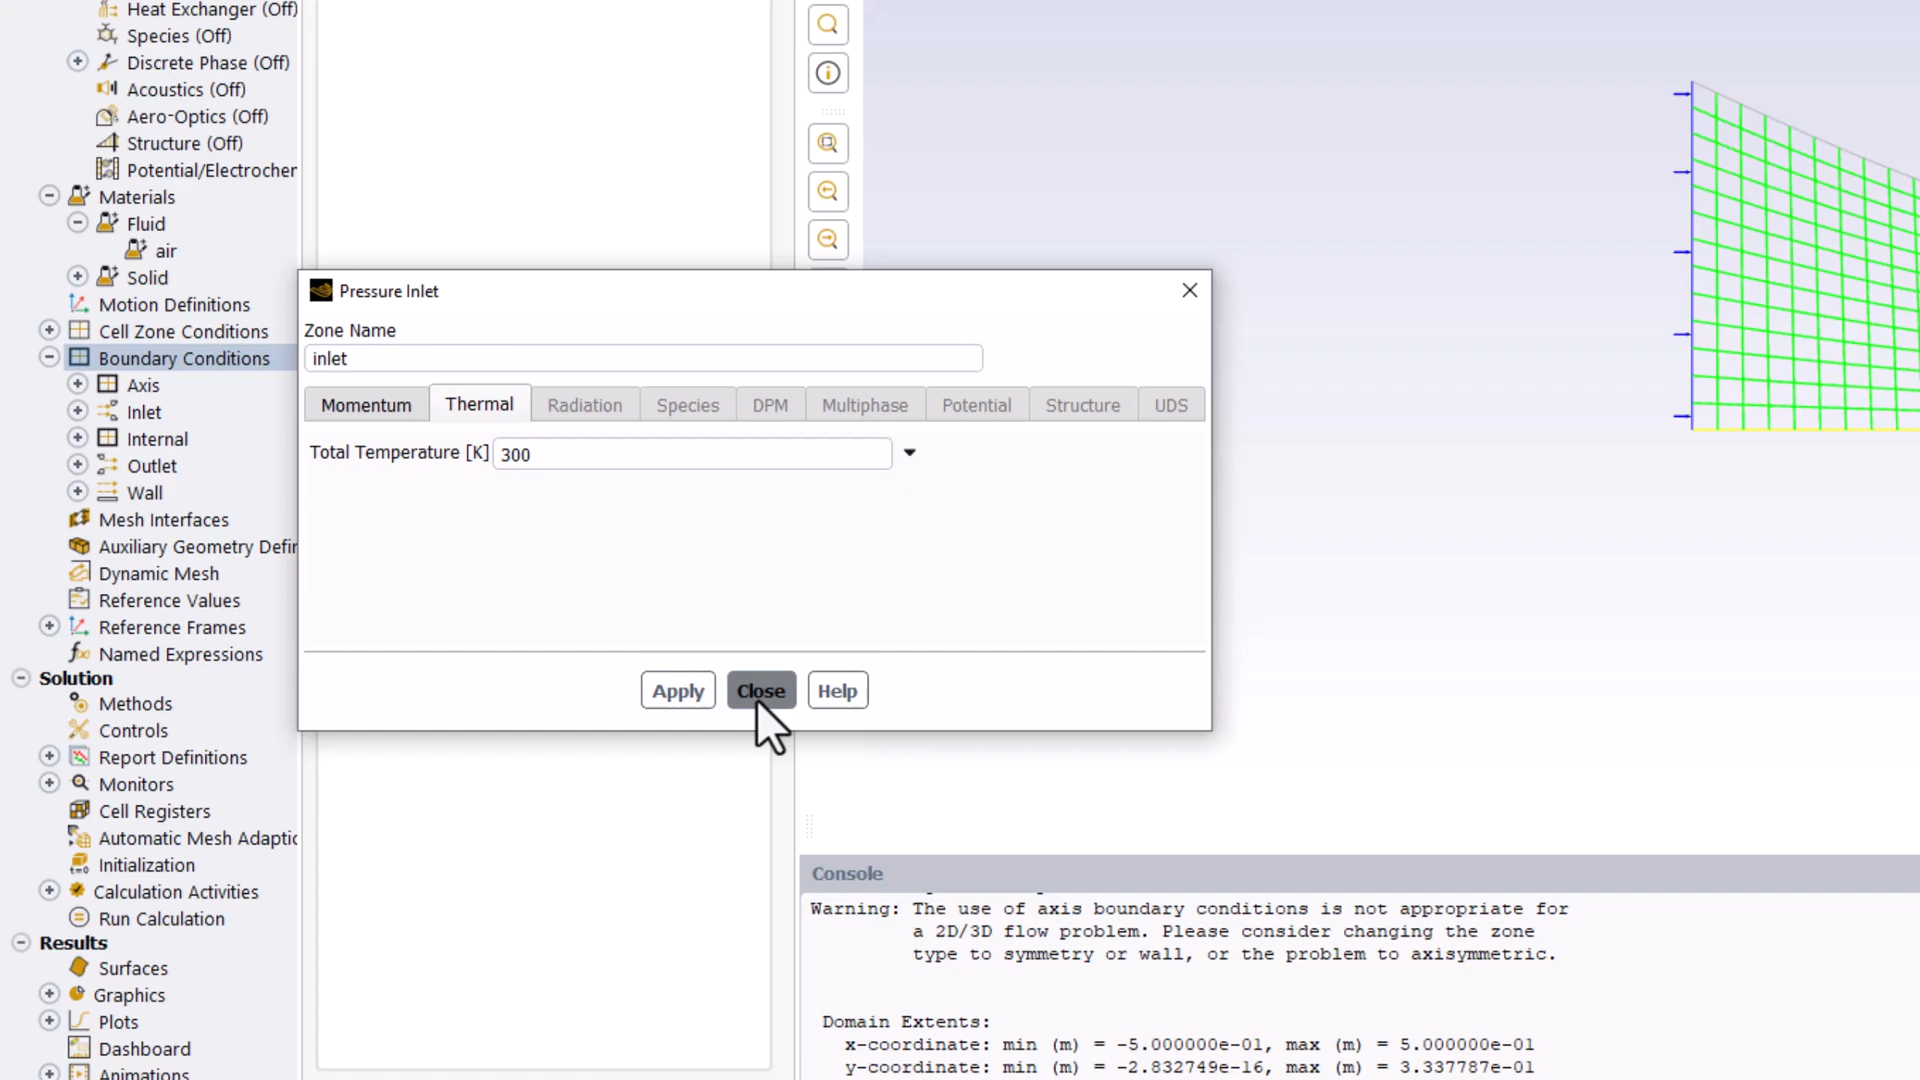 Heat Exchanger (Off)
Species (Off)
Discrete Phase (Off)
Acoustics (Off)
Aero-Optics (Off)
Structure (Off)
Potential/Electrocher
Materials
Fluid
air
Solid
Motion Definitions
Cell Zone Conditions
Boundary Conditions
Axis
Inlet
Internal
Outlet
Wall
Mesh Interfaces
Auxiliary Geometry Defir
Dynamic Mesh
Reference Values
Reference Frames
Named Expressions
Solution
Methods
Controls
Report Definitions
Monitors
Cell Registers
Automatic Mesh Adaptic
Initialization
Calculation Activities
Run Calculation
Results
Surfaces
Graphics
Plots
Dashboard
Animations
Pressure Inlet
Zone Name
inlet
Momentum Thermal Radiation Species DPM Multiphase Potential Structure UDS
Total Temperature [K] 300
Apply Close Help
Console
Warning: The use of axis boundary conditions is not appropriate for
a 2D/3D flow problem. Please consider changing the zone
type to symmetry or wall, or the problem to axisymmetric.
Domain Extents:
x-coordinate: min (m) = -5.000000e-01, max (m) = 5.000000e-01
y-coordinate: min (m) = -2.832749e-16, max (m) = 3.337787e-01